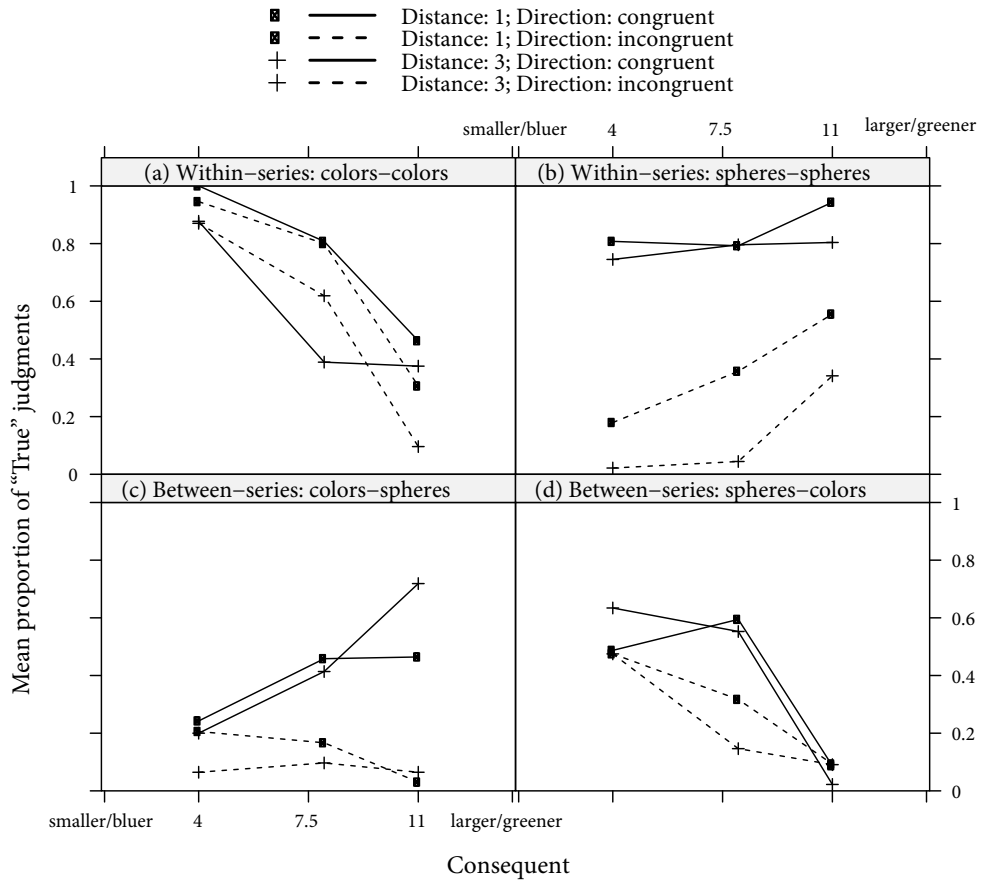 Distance: 1; Direction: congruent
Distance: 1; Direction: incongruent
Distance: 3; Direction: congruent
Distance: 3; Direction: incongruent
smaller/bluer 4 7.5 11 larger/greener
(a) Within−series: colors−colors
(b) Within−series: spheres−spheres
1
0.8
0.6
0.4
0.2
0
Mean proportion of “True” judgments
(c) Between−series: colors−spheres
(d) Between−series: spheres−colors
1
0.8
0.6
0.4
0.2
0
smaller/bluer 4 7.5 11 larger/greener
Consequent